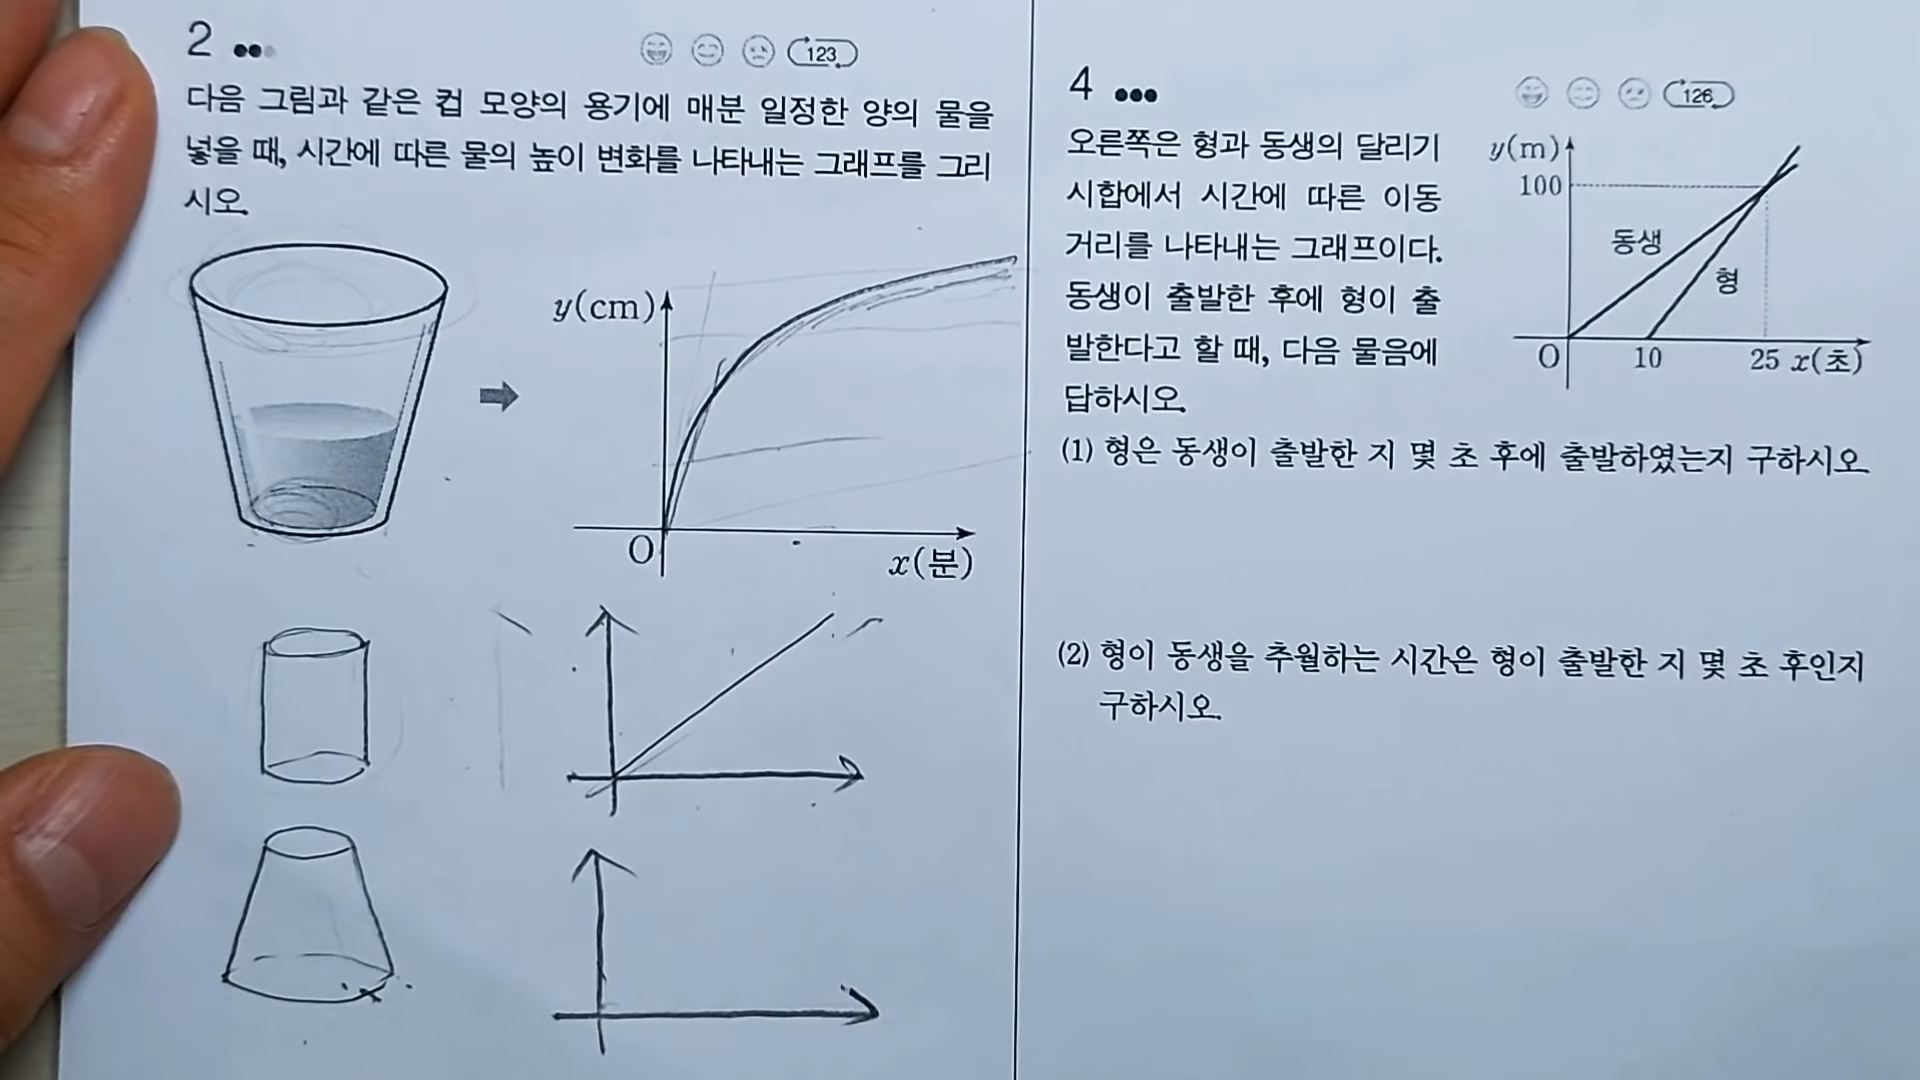 2
123
다음 그림과 같은 컵 모양의 용기에 매분 일정한 양의 물을
넣을 때, 시간에 따른 물의 높이 변화를 나타내는 그래프를 그리
시오.
y(cm)
O
x(분)
4
126
오른쪽은 형과 동생의 달리기
시합에서 시간에 따른 이동
거리를 나타내는 그래프이다.
동생이 출발한 후에 형이 출
발한다고 할 때, 다음 물음에
답하시오.
y(m)
100
동생
형
O
10
25
x(초)
(1) 형은 동생이 출발한 지 몇 초 후에 출발하였는지 구하시오.
(2) 형이 동생을 추월하는 시간은 형이 출발한 지 몇 초 후인지
구하시오.